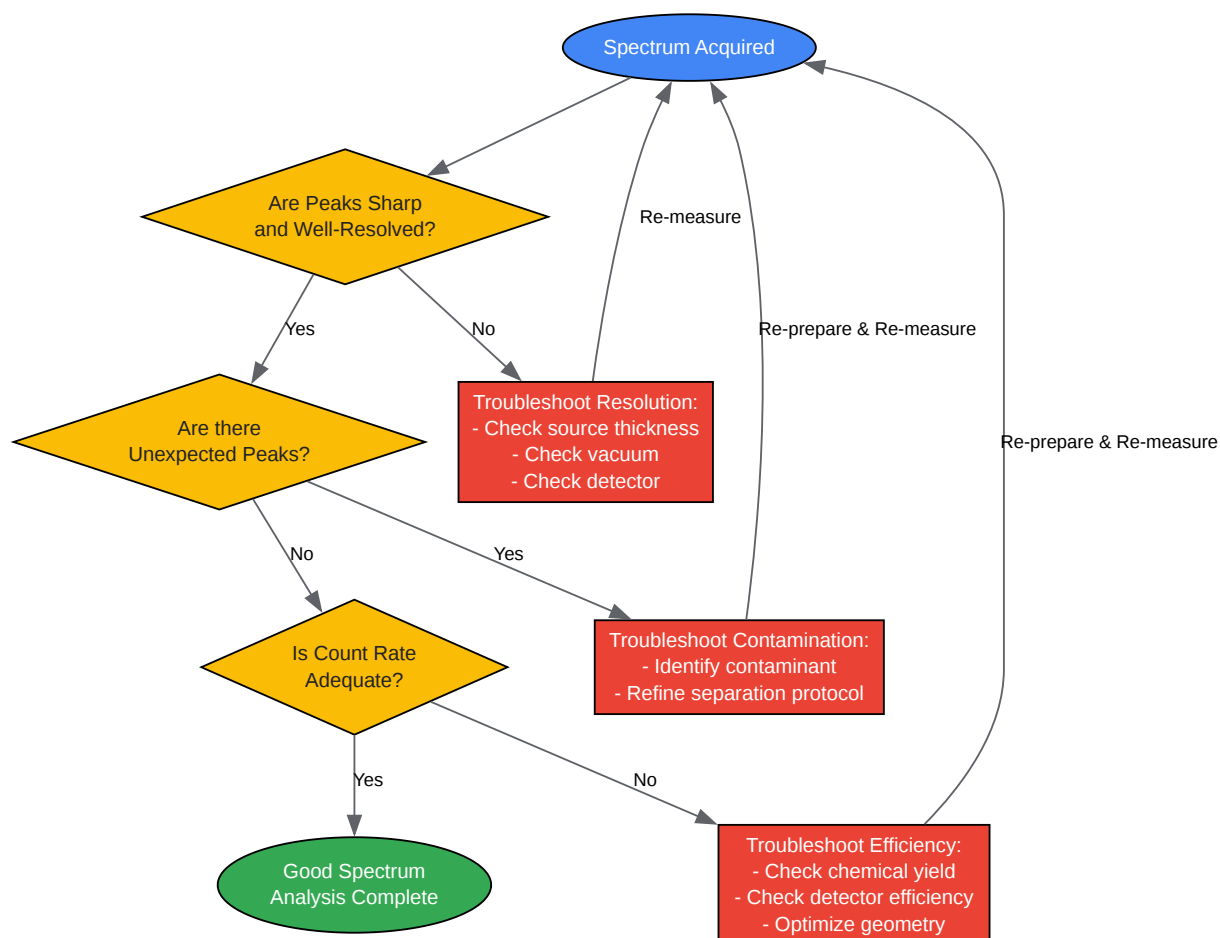 Spectrum Acquired
Are Peaks Sharp
and Well-Resolved?
Re-measure
Yes
No
Re-prepare & Re-measure
Troubleshoot Resolution:
- Check source thickness
- Check vacuum
- Check detector
Are there
Unexpected Peaks?
Re-prepare & Re-measure
No
Yes
Is Count Rate
Adequate?
Troubleshoot Contamination:
- Identify contaminant
- Refine separation protocol
Yes
No
Good Spectrum
Analysis Complete
Troubleshoot Efficiency:
- Check chemical yield
- Check detector efficiency
- Optimize geometry